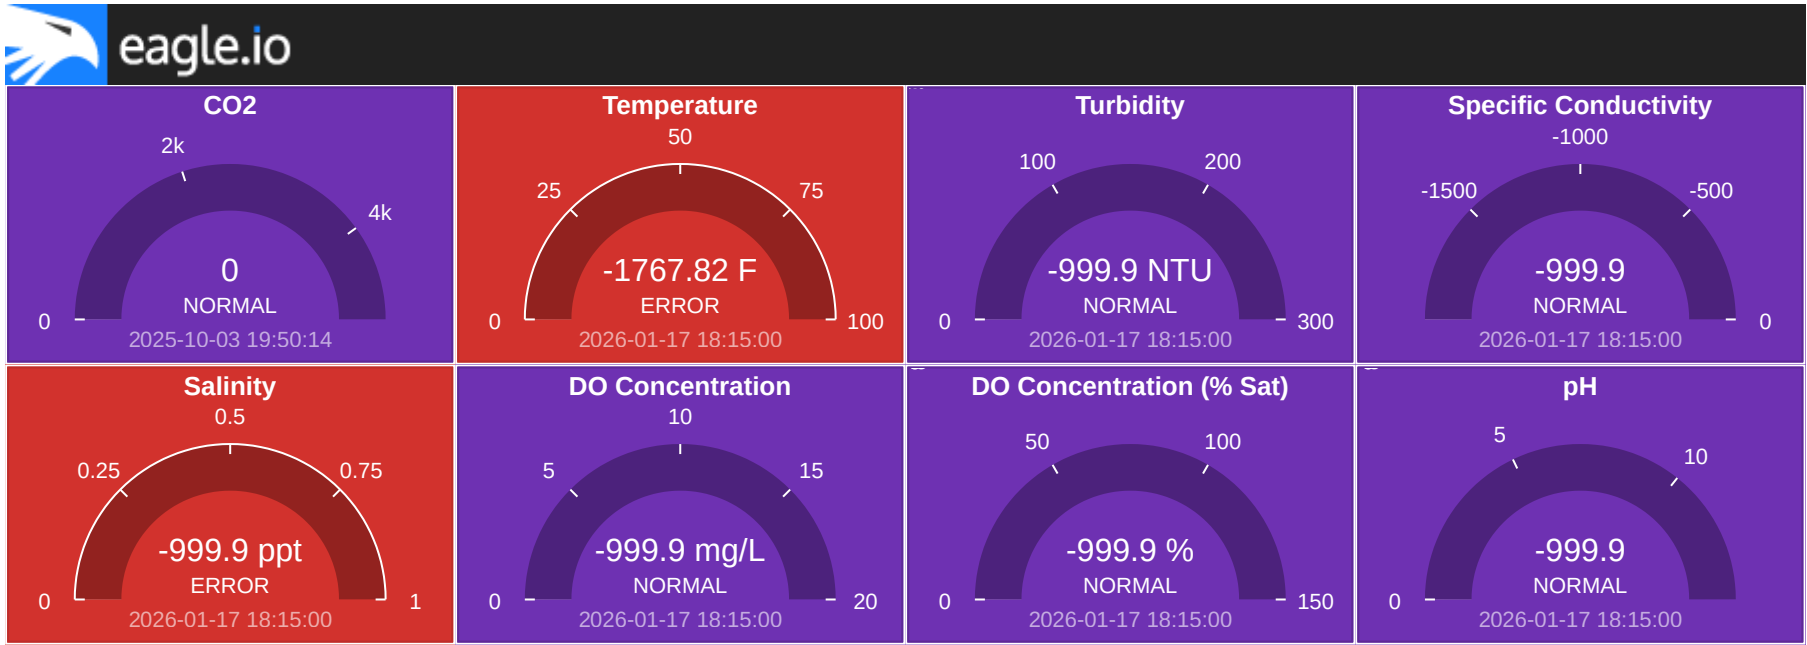 eagle.io
CO2
2k
4k
0
NORMAL
0
2025-10-03 19:50:14
Temperature
50
25
75
-1767.82 F
ERROR
0
100
2026-01-17 18:15:00
Turbidity
100
200
-999.9 NTU
NORMAL
0
300
2026-01-17 18:15:00
Specific Conductivity
-1000
-1500
-500
-999.9
NORMAL
0
2026-01-17 18:15:00
Salinity
0.5
0.25
0.75
-999.9 ppt
ERROR
0
1
2026-01-17 18:15:00
DO Concentration
10
5
15
-999.9 mg/L
NORMAL
0
20
2026-01-17 18:15:00
DO Concentration (% Sat)
50
100
-999.9 %
NORMAL
0
150
2026-01-17 18:15:00
pH
5
10
-999.9
NORMAL
0
2026-01-17 18:15:00